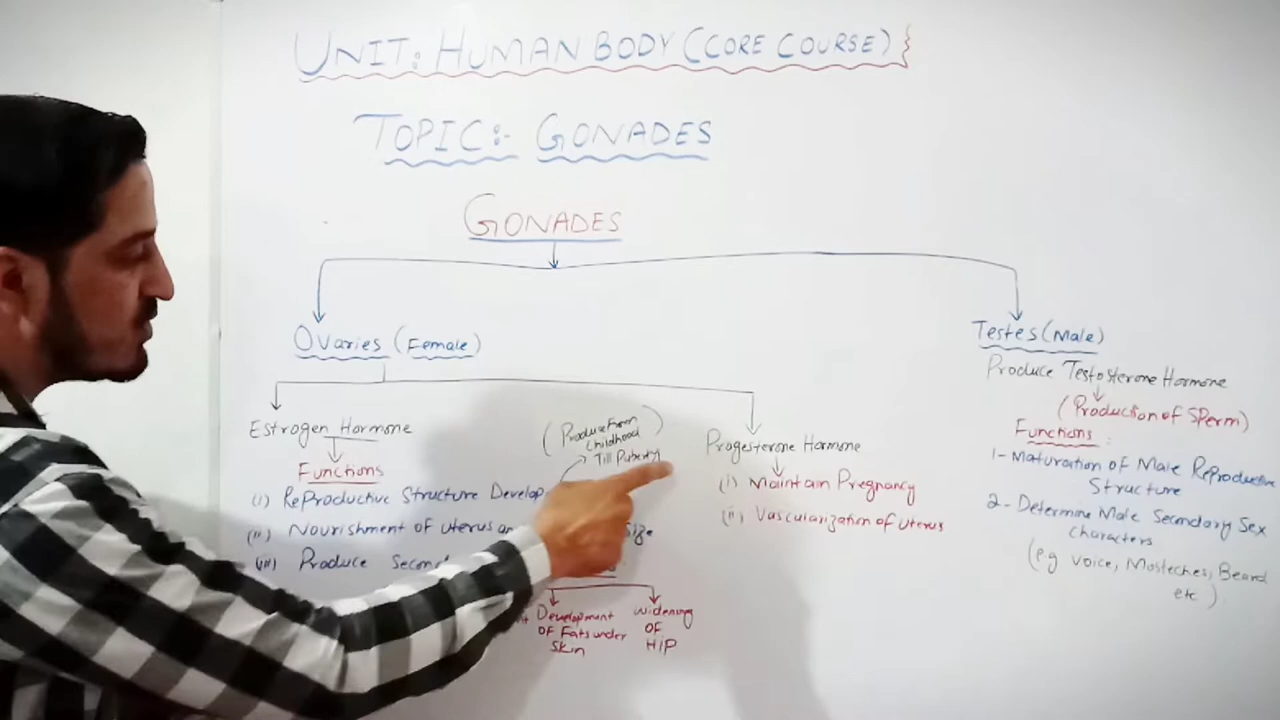 UNIT: HUMAN BODY (CORE COURSE)
TOPIC:- GONADES
GONADES
Ovaries (Female)
Estrogen Hormone
Functions
(i) ReProductive Structure Develop
(ii) Nourishment of uterus
Size
(iii) Produce
(Produce From
Childhood
Till Puberty)
Development
of Fats under
Skin
Widening
OF
HIP
Progesterone Hormone
(i) Maintain Pregnancy
(ii) Vascularization of Uterus
Testes (Male)
Produce Testosterone Hormone
(Production of SPerm)
Functions :
1- Maturation of Male ReProductive
Structure
2- Determine Male Secondary Sex
characters
(eg voice, Mosteches, Beard
etc)